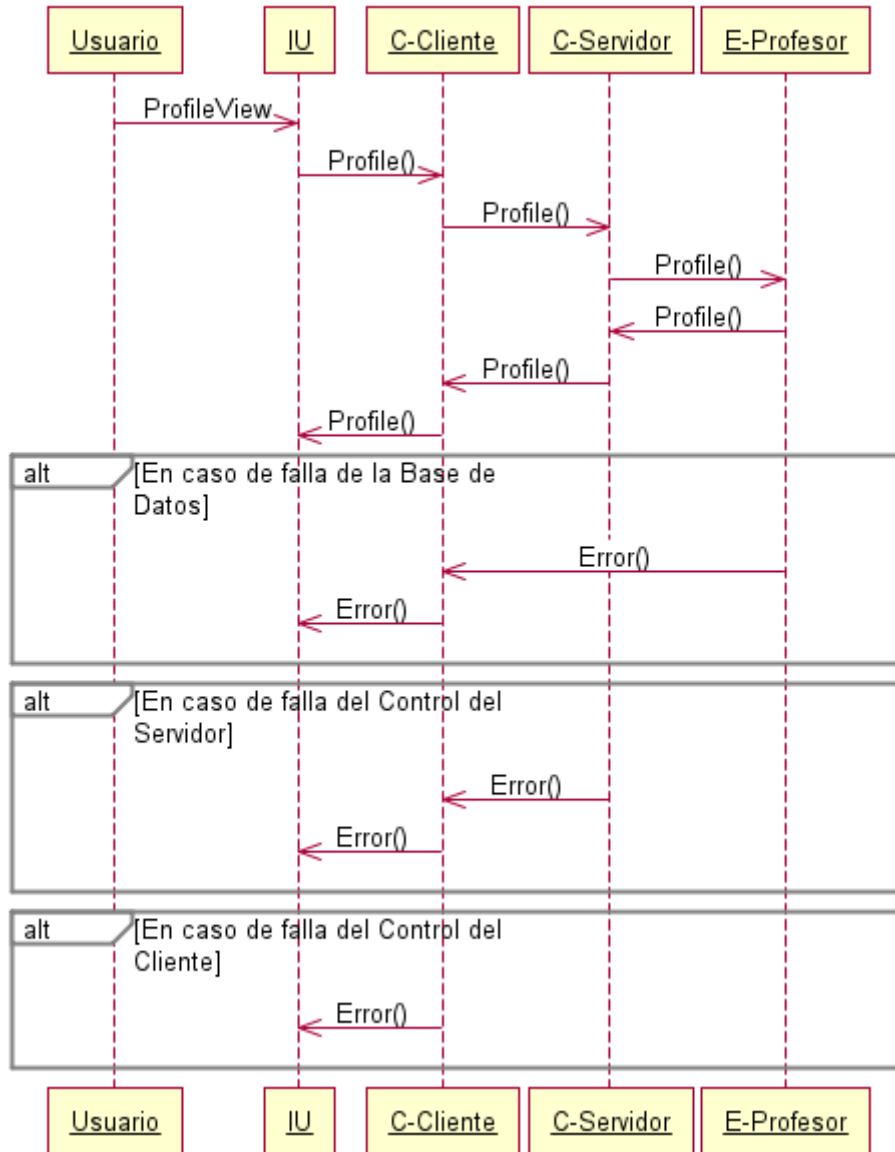 Usuario IU C-Cliente C-Servidor E-Profesor
ProfileView
Profile()
Profile()
Profile()
Profile()
Profile()
Profile()
alt [En caso de falla de la Base de
Datos]
Error()
Error()
alt [En caso de falla del Control del
Servidor]
Error()
Error()
alt [En caso de falla del Control del
Cliente]
Error()
Usuario IU C-Cliente C-Servidor E-Profesor